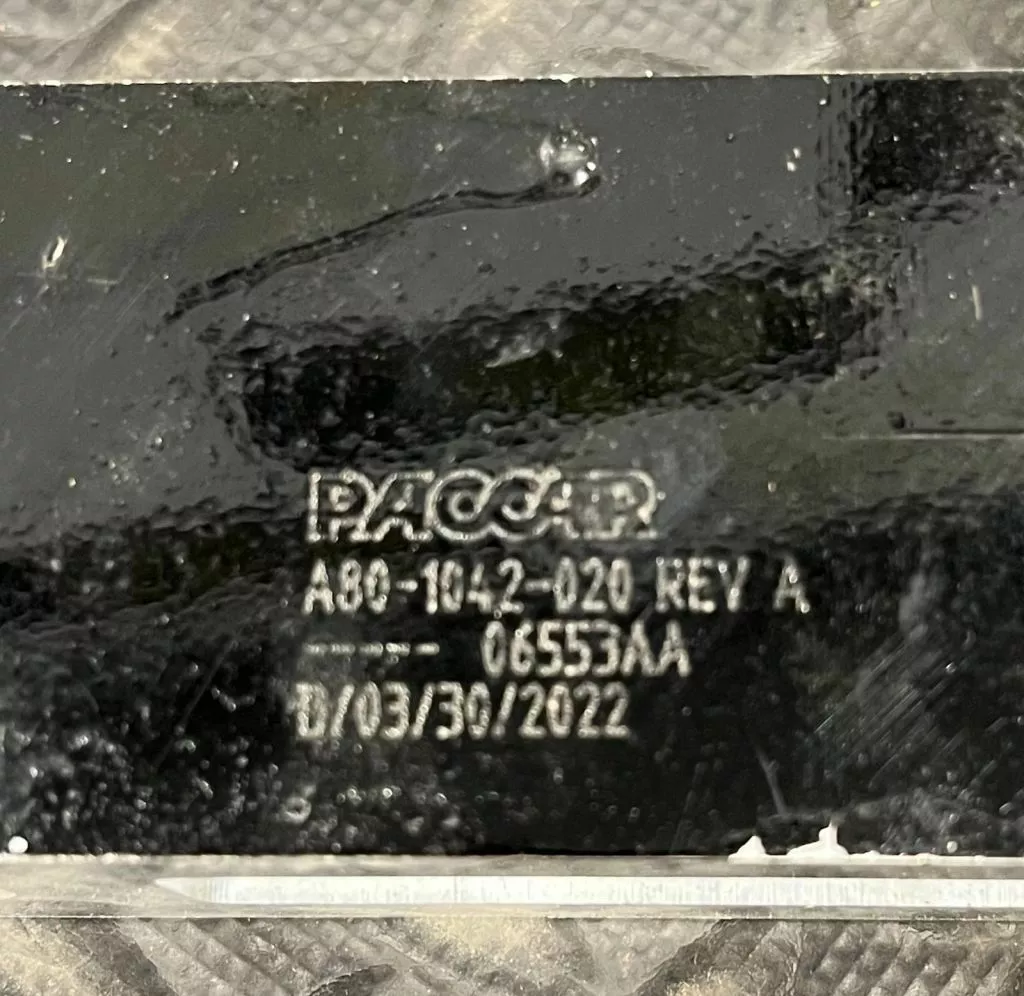 PACCAR
A80-1042-020 REV A
----- 06553AA
D/03/30/2022